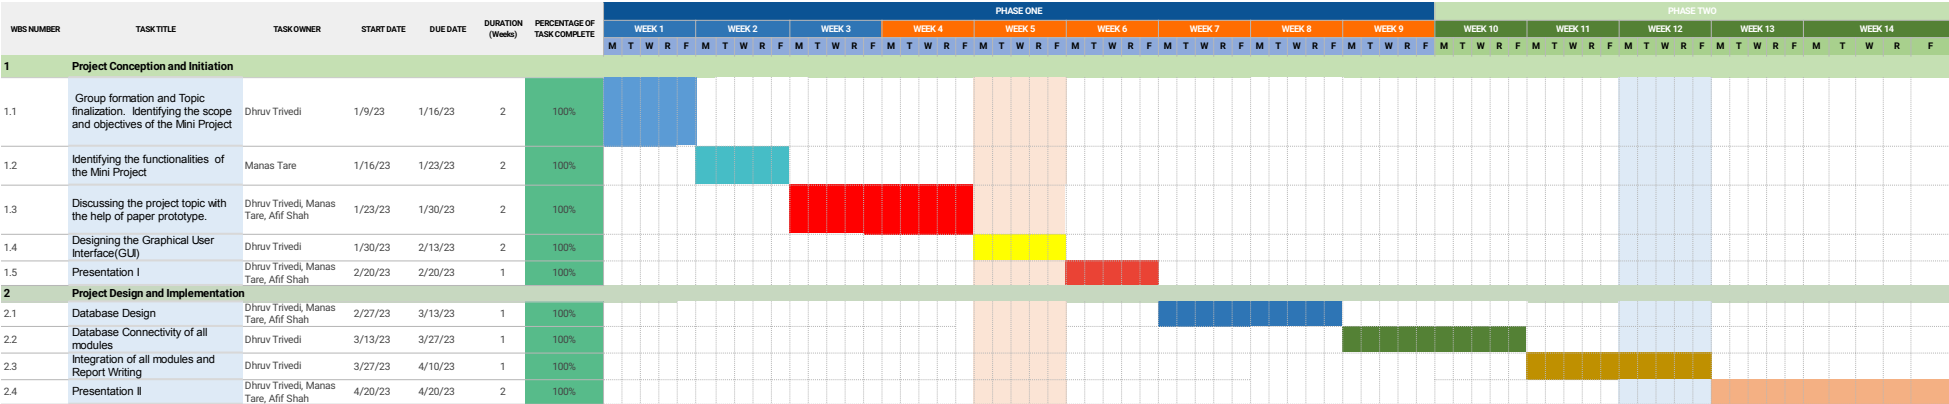 PHASE ONE PHASE TWO
WBS NUMBER TASK TITLE TASK OWNER START DATE DUE DATE DURATION (Weeks) PERCENTAGE OF TASK COMPLETE WEEK 1 WEEK 2 WEEK 3 WEEK 4 WEEK 5 WEEK 6 WEEK 7 WEEK 8 WEEK 9 WEEK 10 WEEK 11 WEEK 12 WEEK 13 WEEK 14
M T W R F M T W R F M T W R F M T W R F M T W R F M T W R F M T W R F M T W R F M T W R F M T W R F M T W R F M T W R F M T W R F M T W R F
1 Project Conception and Initiation
1.1 Group formation and Topic finalization. Identifying the scope and objectives of the Mini Project Dhruv Trivedi 1/9/23 1/16/23 2 100%
1.2 Identifying the functionalities of the Mini Project Manas Tare 1/16/23 1/23/23 2 100%
1.3 Discussing the project topic with the help of paper prototype. Dhruv Trivedi, Manas Tare, Afif Shah 1/23/23 1/30/23 2 100%
1.4 Designing the Graphical User Interface(GUI) Dhruv Trivedi 1/30/23 2/13/23 2 100%
1.5 Presentation I Dhruv Trivedi, Manas Tare, Afif Shah 2/20/23 2/20/23 1 100%
2 Project Design and Implementation
2.1 Database Design Dhruv Trivedi, Manas Tare, Afif Shah 2/27/23 3/13/23 1 100%
2.2 Database Connectivity of all modules Dhruv Trivedi 3/13/23 3/27/23 1 100%
2.3 Integration of all modules and Report Writing Dhruv Trivedi 3/27/23 4/10/23 1 100%
2.4 Presentation II Dhruv Trivedi, Manas Tare, Afif Shah 4/20/23 4/20/23 2 100%